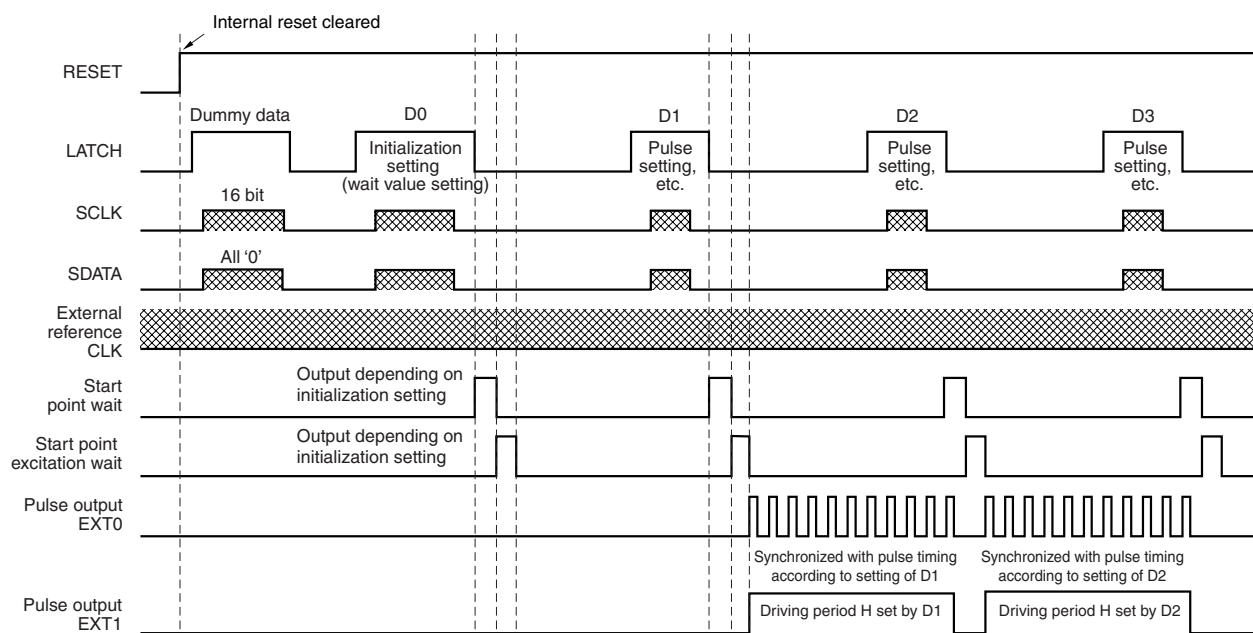 Internal reset cleared
RESET
Dummy data
D0
D1
D2
D3
LATCH
Initialization
setting
(wait value setting)
Pulse
setting,
etc.
Pulse
setting,
etc.
Pulse
setting,
etc.
16 bit
SCLK
All ‘0’
SDATA
External
reference
CLK
Start
point wait
Output depending on
initialization setting
Start point
excitation wait
Output depending on
initialization setting
Pulse output
EXT0
Synchronized with pulse timing
according to setting of D1
Synchronized with pulse timing
according to setting of D2
Pulse output
EXT1
Driving period H set by D1
Driving period H set by D2